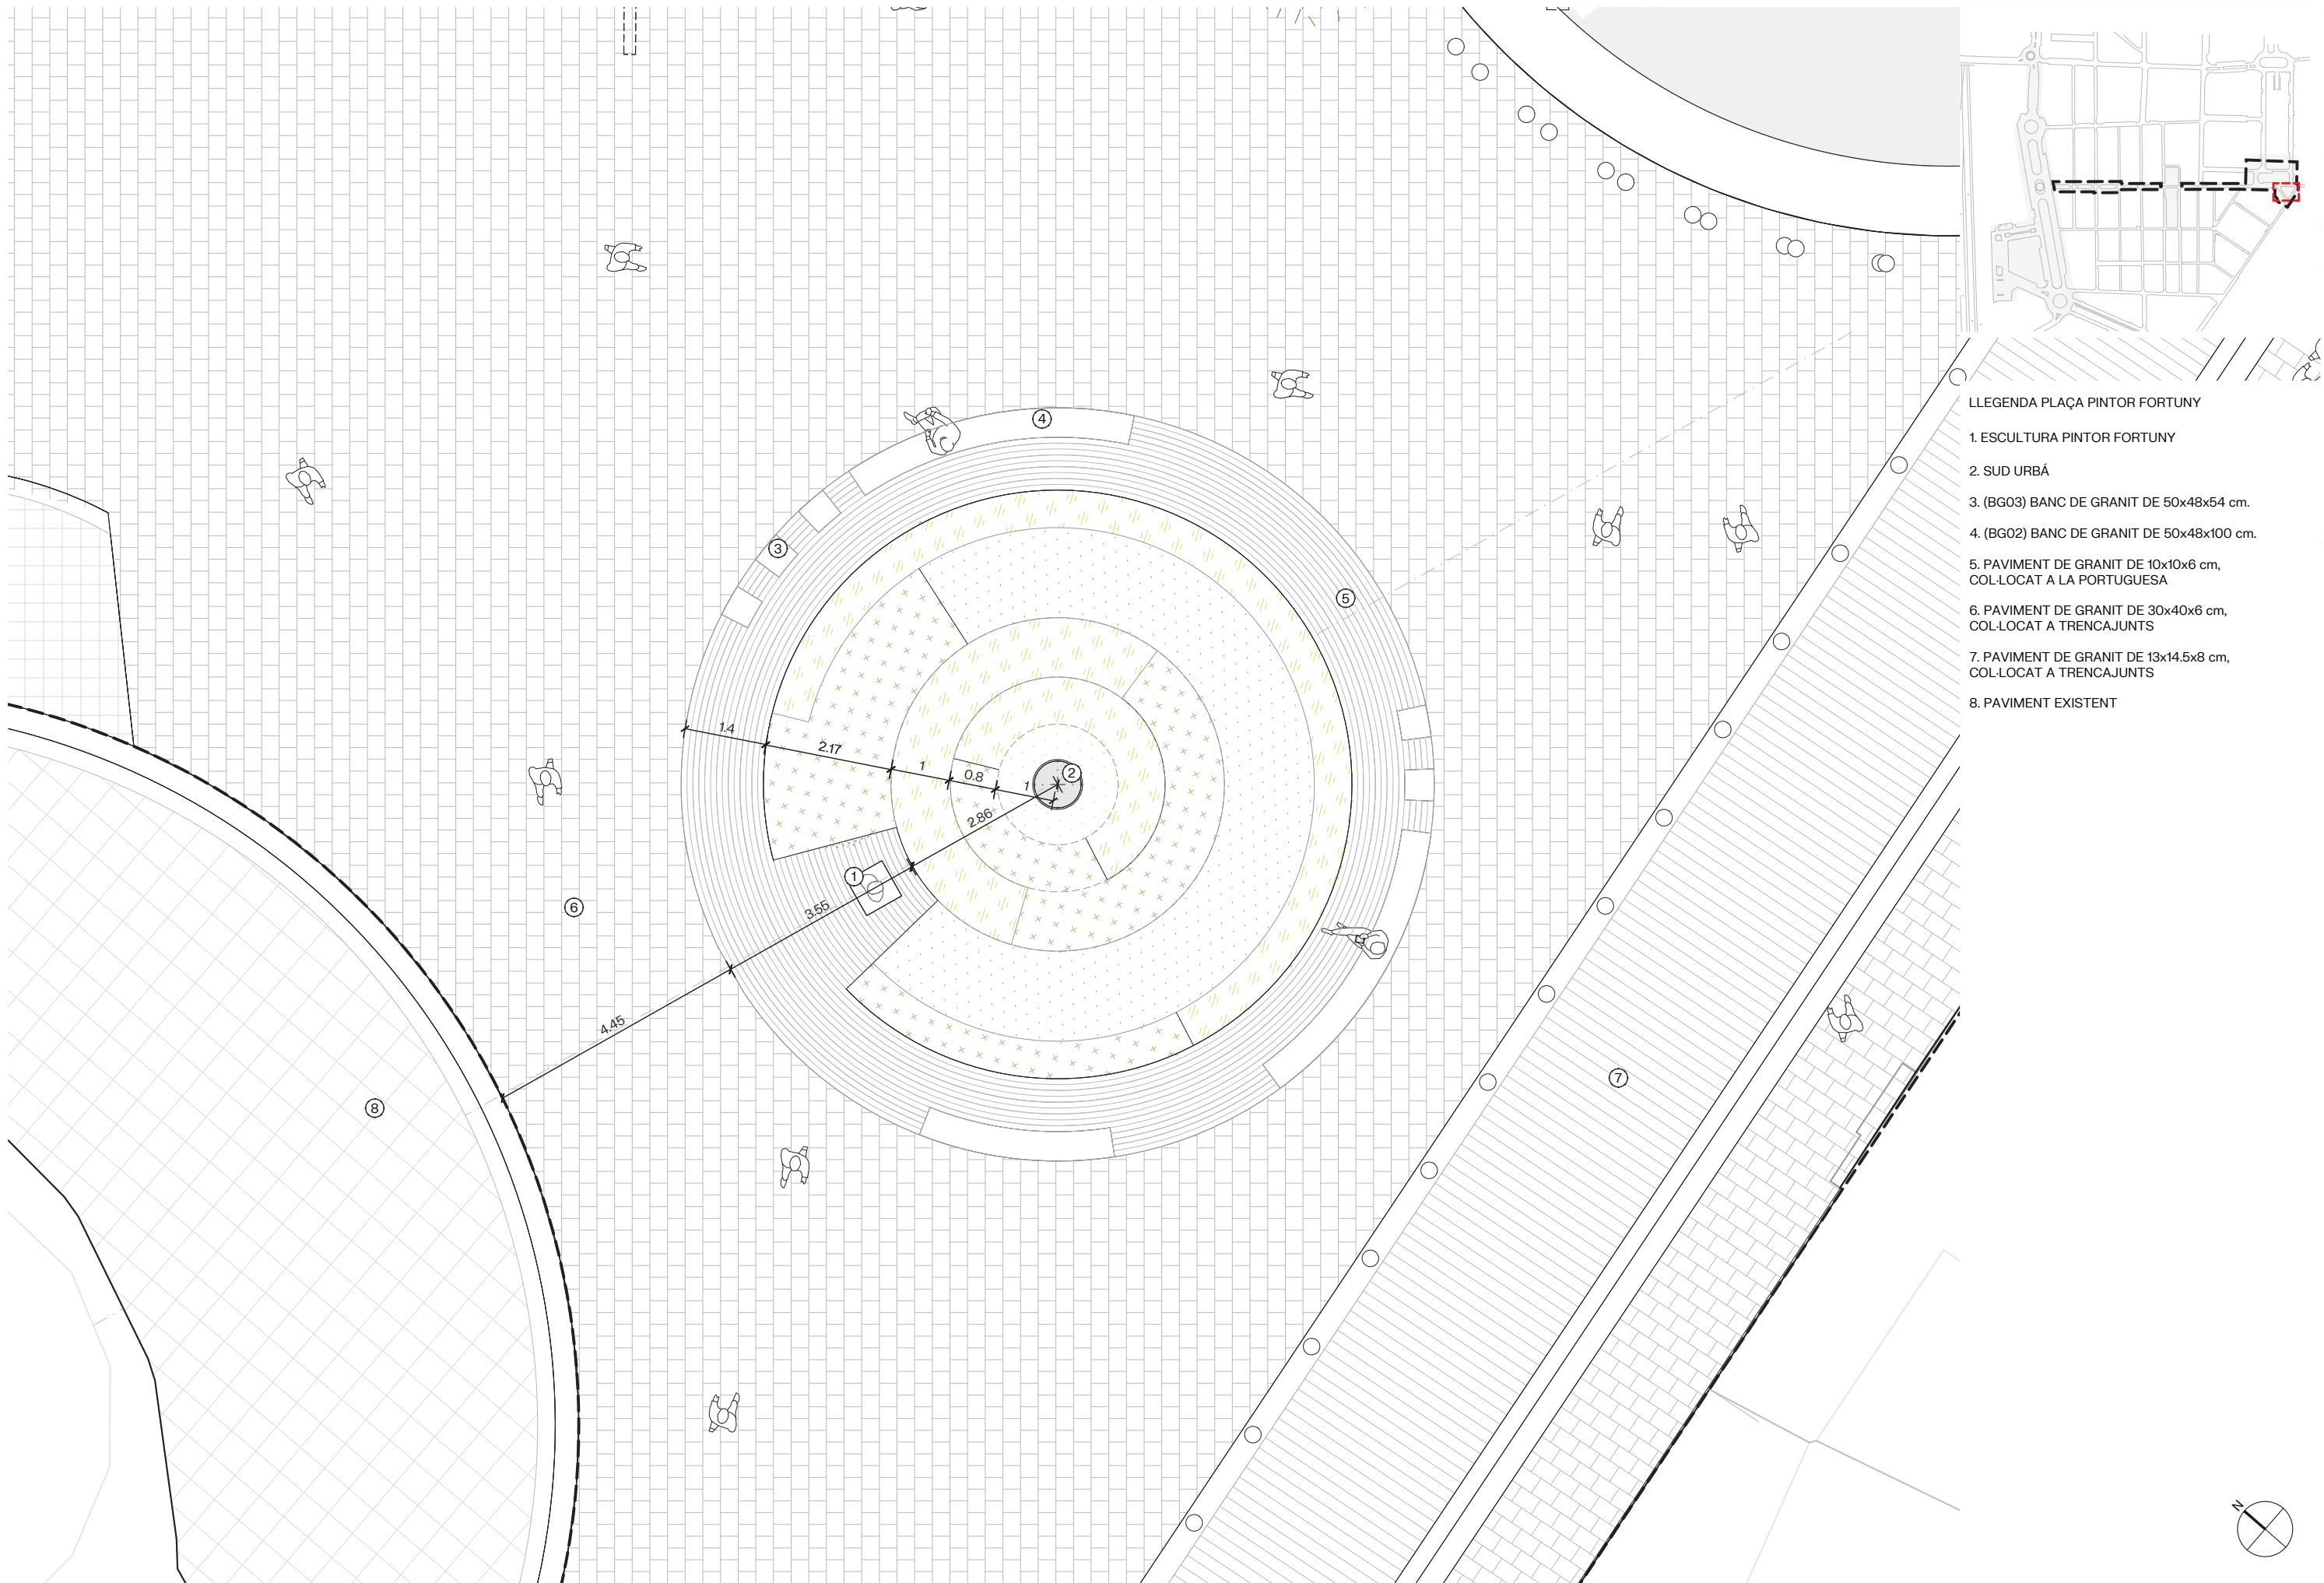 4
3
5
1.4
2.17
1
0.8
1
2
2.86
1
3.55
6
4.45
7
8
LLEGENDA PLAÇA PINTOR FORTUNY
1. ESCULTURA PINTOR FORTUNY
2. SUD URBÁ
3. (BG03) BANC DE GRANIT DE 50x48x54 cm.
4. (BG02) BANC DE GRANIT DE 50x48x100 cm.
5. PAVIMENT DE GRANIT DE 10x10x6 cm,
COL·LOCAT A LA PORTUGUESA
6. PAVIMENT DE GRANIT DE 30x40x6 cm,
COL·LOCAT A TRENCAJUNTS
7. PAVIMENT DE GRANIT DE 13x14.5x8 cm,
COL·LOCAT A TRENCAJUNTS
8. PAVIMENT EXISTENT
N